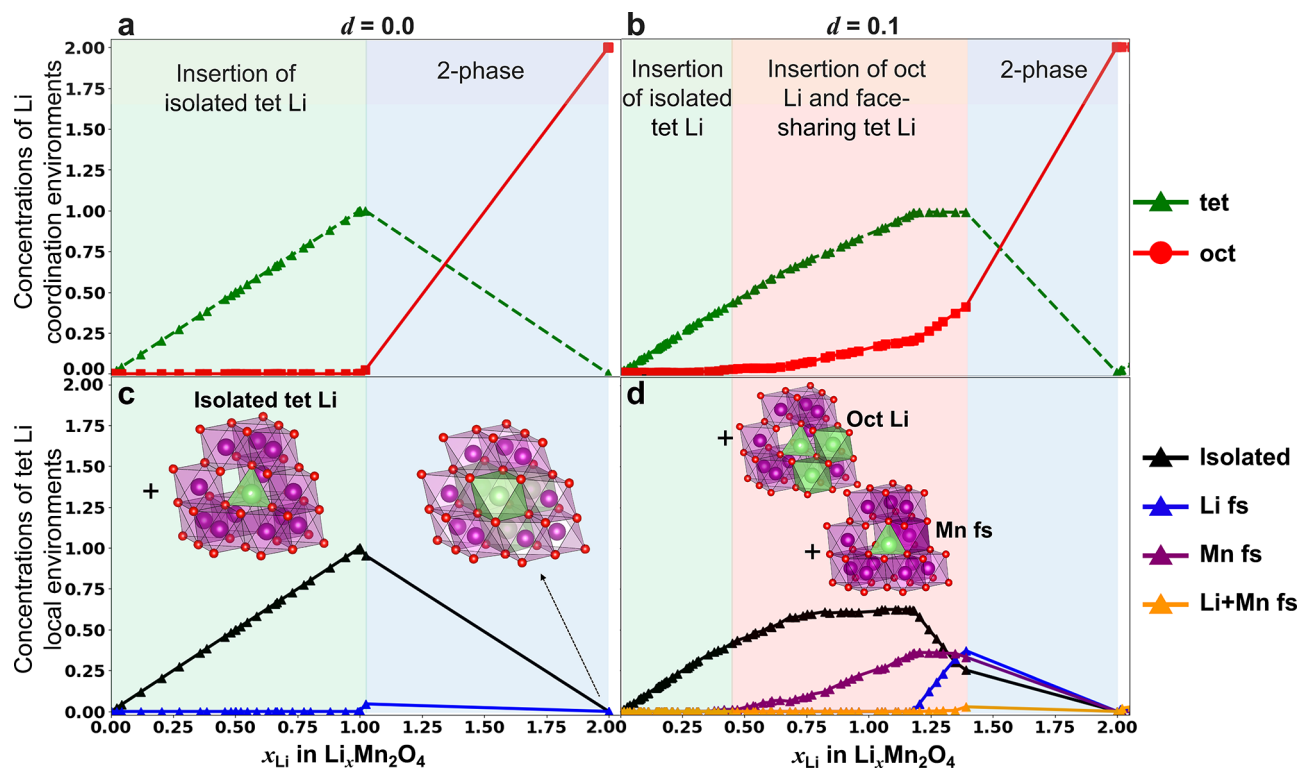 a
d = 0.0
b
d = 0.1
Concentrations of Li
coordination environments
2.00
1.75
1.50
1.25
1.00
0.75
0.50
0.25
0.00
Insertion of
isolated tet Li
2-phase
Insertion
of isolated
tet Li
Insertion of oct
Li and face-
sharing tet Li
2-phase
tet
oct
c
d
Concentrations of tet Li
local environments
2.00
1.75
1.50
1.25
1.00
0.75
0.50
0.25
0.00
Isolated tet Li
+
+
Oct Li
+
Mn fs
Isolated
Li fs
Mn fs
Li+Mn fs
0.00 0.25 0.50 0.75 1.00 1.25 1.50 1.75 2.00
0.25 0.50 0.75 1.00 1.25 1.50 1.75 2.00
xLi in LixMn2O4
xLi in LixMn2O4